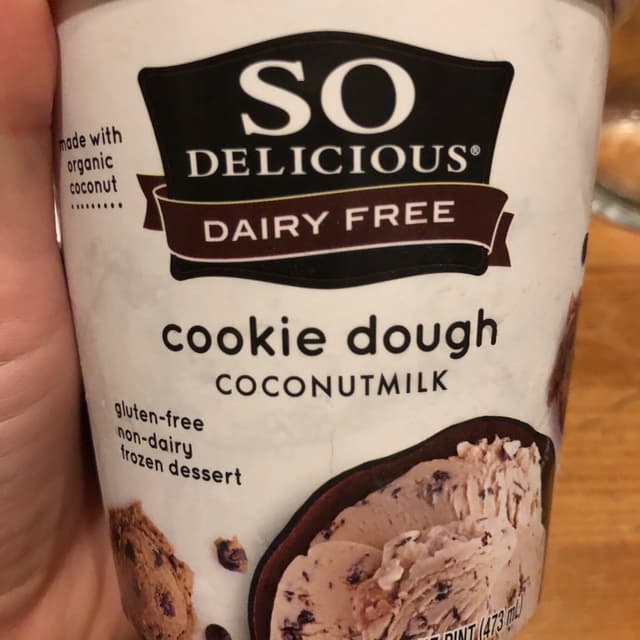 SO
DELICIOUS®
DAIRY FREE
made with
organic
coconut
cookie dough
COCONUTMILK
gluten-free
non-dairy
frozen dessert
PINT (473 mL)